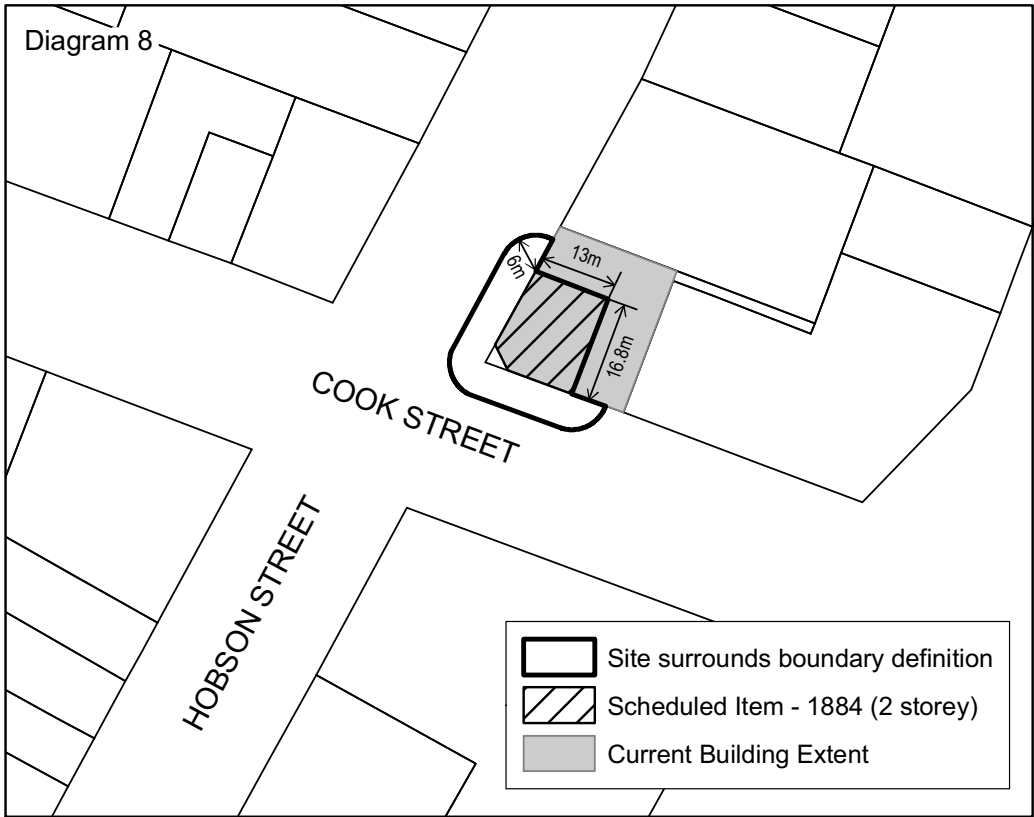 Diagram 8
6m
13m
16.8m
COOK STREET
HOBSON STREET
Site surrounds boundary definition
Scheduled Item - 1884 (2 storey)
Current Building Extent